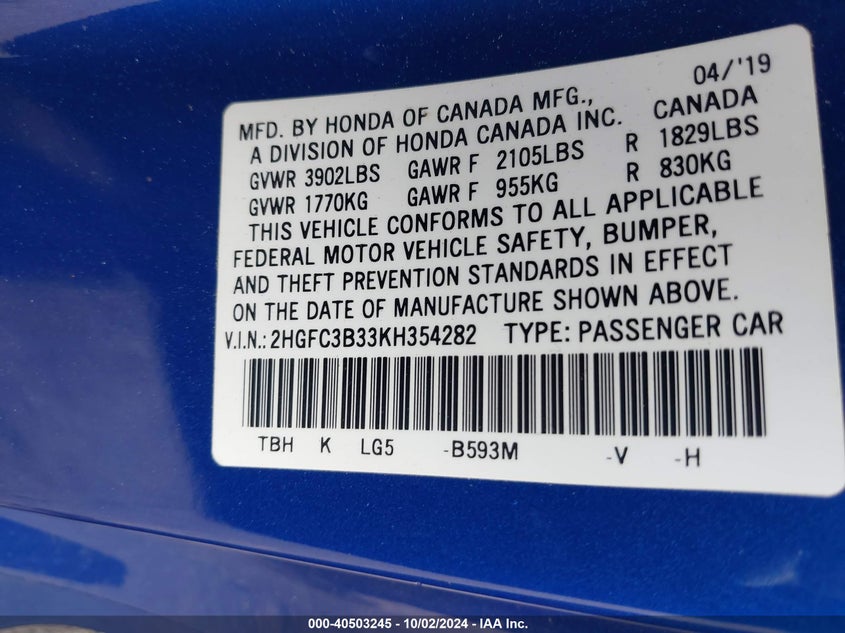 04/'19
MFD. BY HONDA OF CANADA MFG., CANADA
A DIVISION OF HONDA CANADA INC.
GVWR 3902LBS GAWR F 2105LBS R 1829LBS
GVWR 1770KG GAWR F 955KG R 830KG
THIS VEHICLE CONFORMS TO ALL APPLICABLE
FEDERAL MOTOR VEHICLE SAFETY, BUMPER,
AND THEFT PREVENTION STANDARDS IN EFFECT
ON THE DATE OF MANUFACTURE SHOWN ABOVE.
V.I.N.: 2HGFC3B33KH354282 TYPE: PASSENGER CAR
TBH K LG5 -B593M -V -H
000-40503245 - 10/02/2024 - IAA Inc.